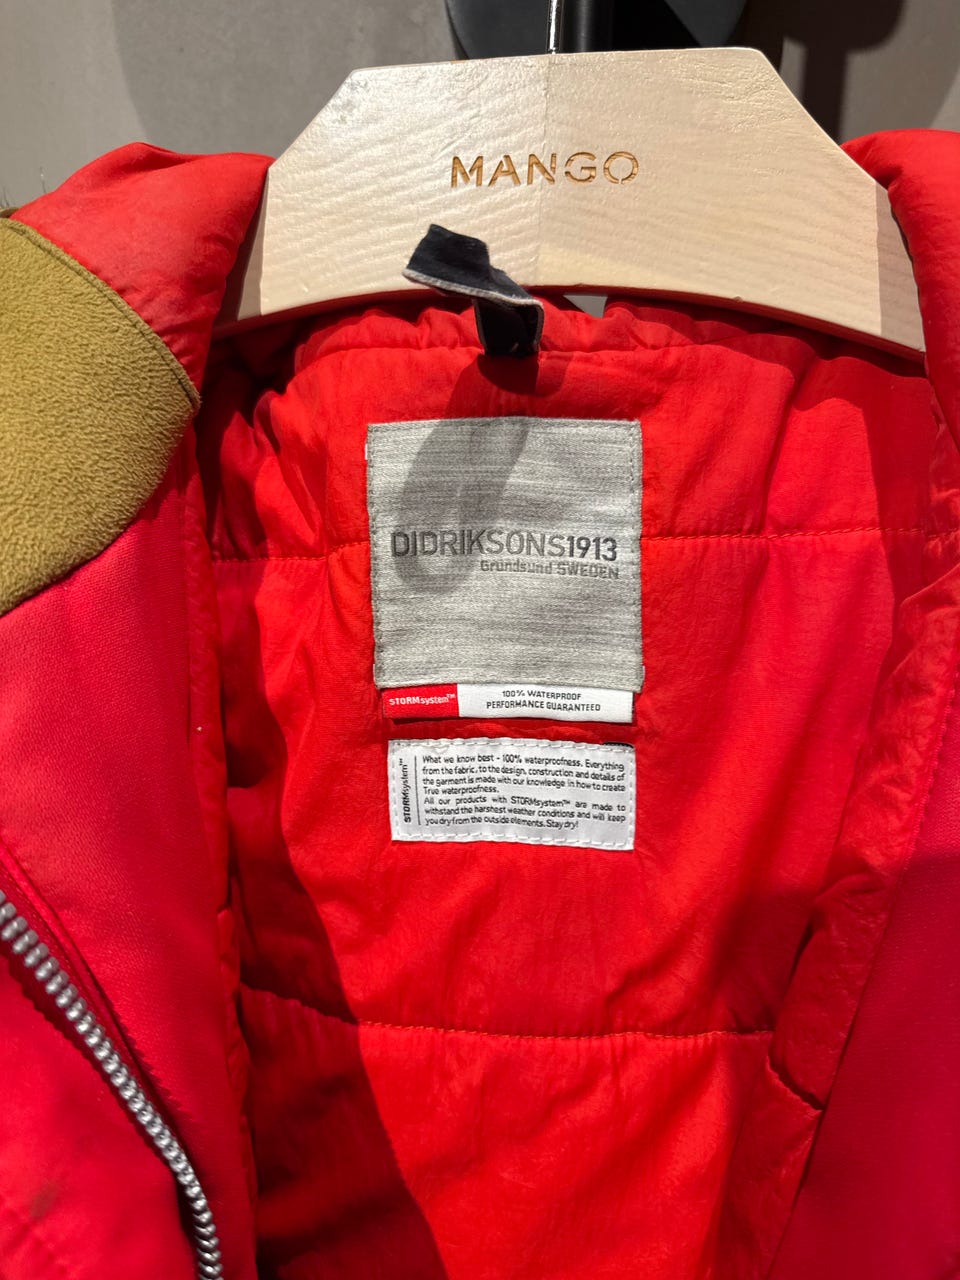 MANGO
DIDRIKSONS1913
Grundsund SWEDEN
STORMsystem™
100% WATERPROOF
PERFORMANCE GUARANTEED
STORMsystem™
What we know best - 100% waterproofness. Everything
from the fabric, to the design, construction and details of
the garment is made with our knowledge in how to create
True waterproofness.
All our products with STORMsystem™ are made to
withstand the harshest weather conditions and will keep
you dry from the outside elements. Stay dry!